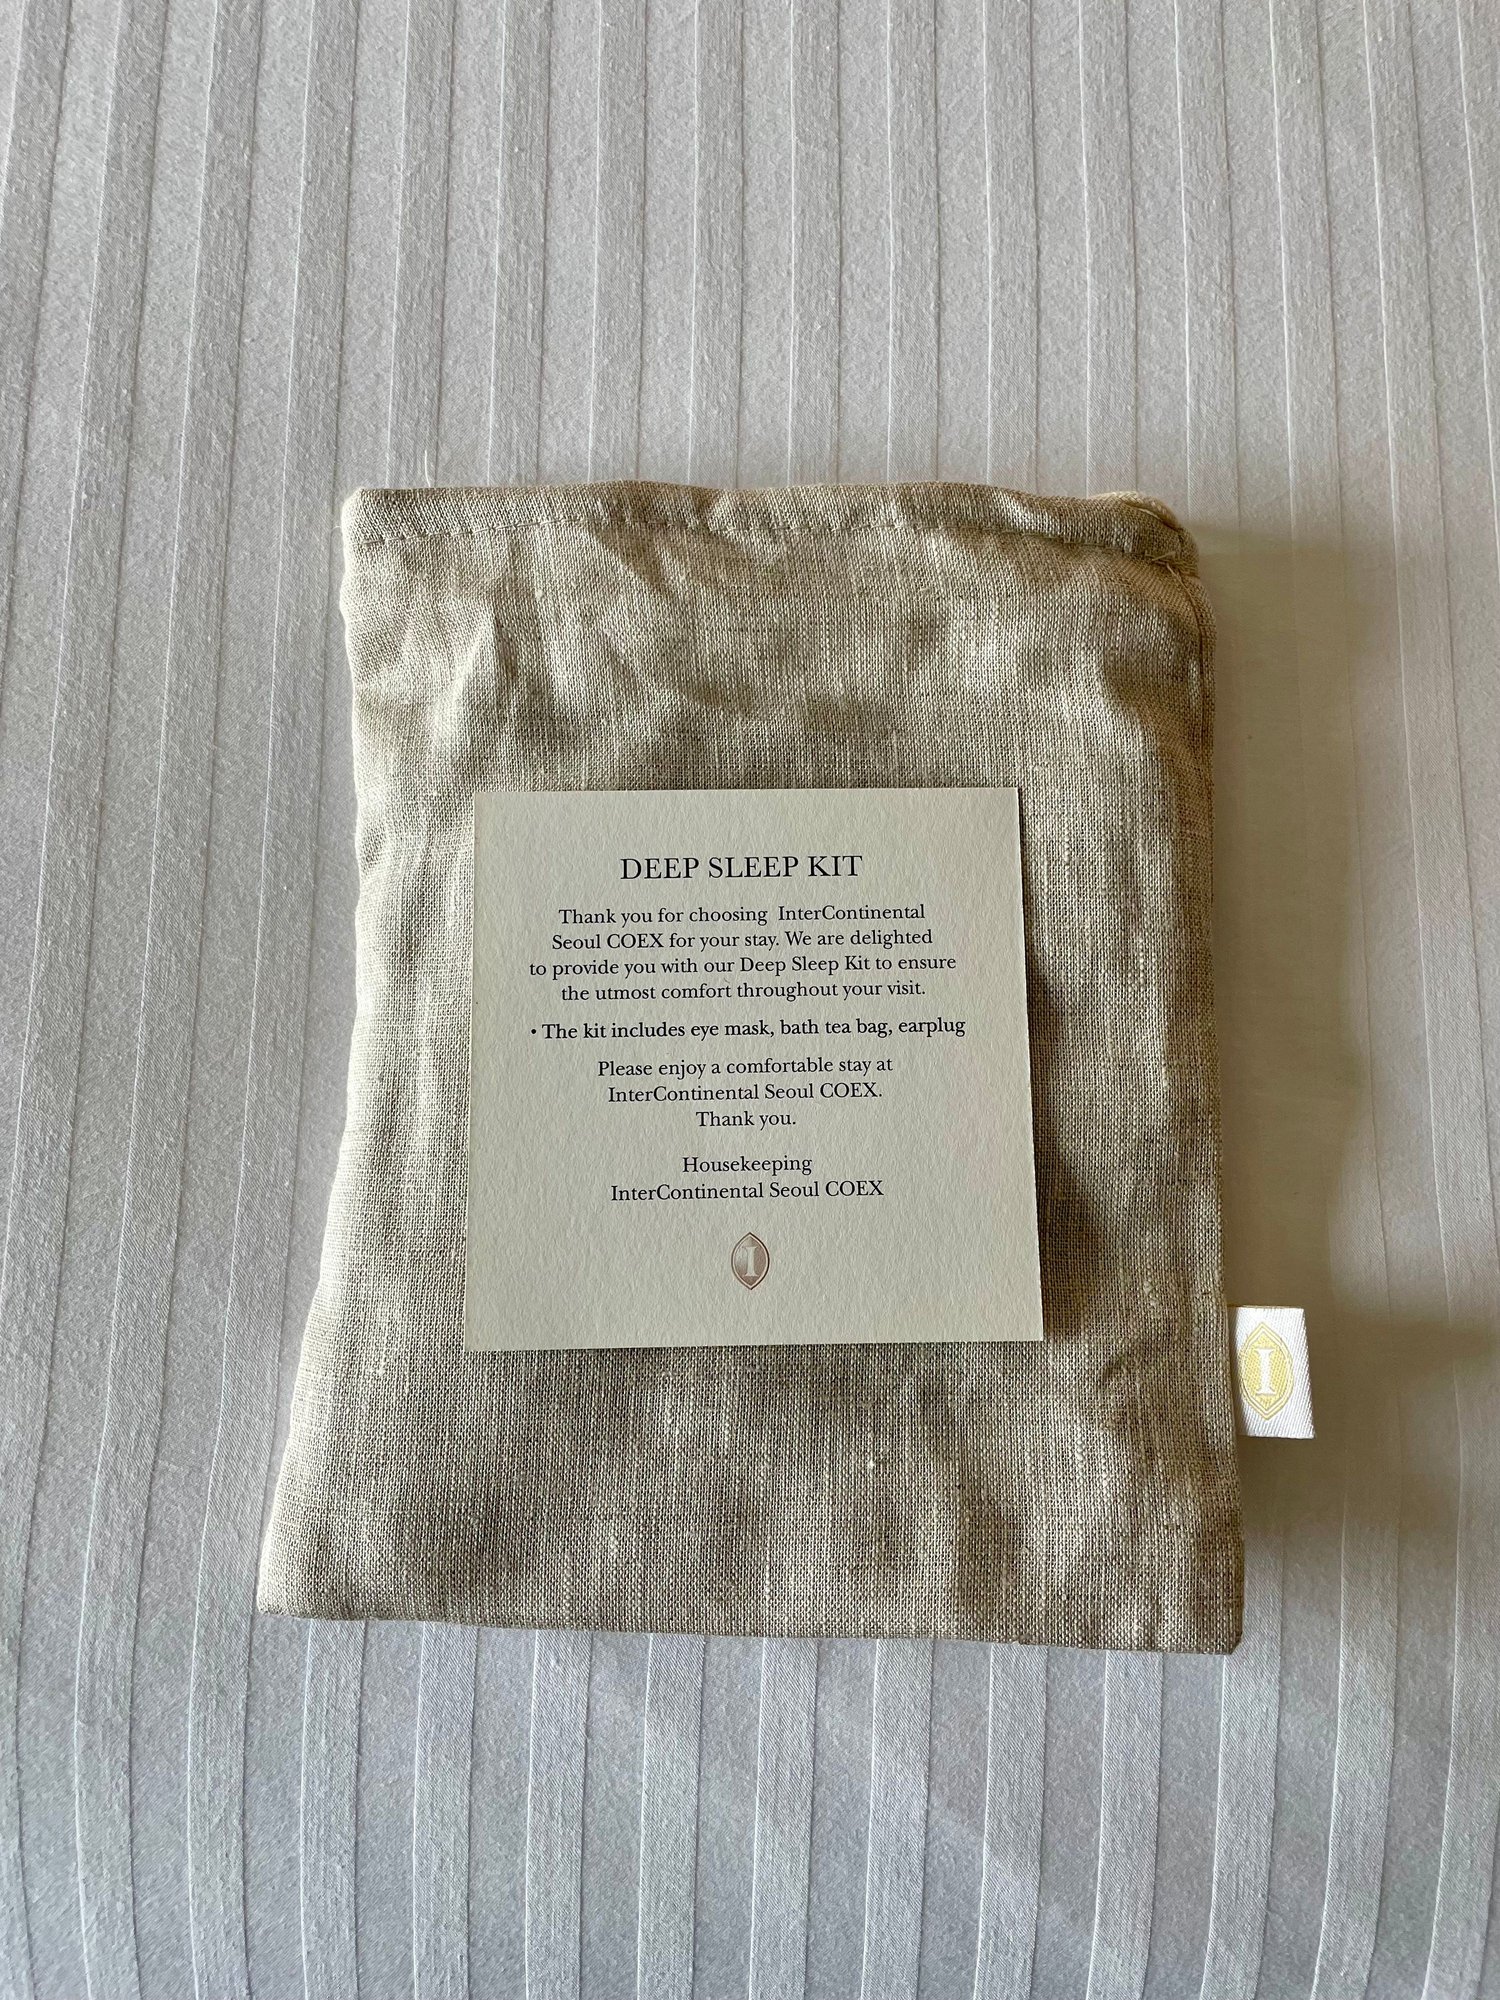 DEEP SLEEP KIT
Thank you for choosing InterContinental
Seoul COEX for your stay. We are delighted
to provide you with our Deep Sleep Kit to ensure
the utmost comfort throughout your visit.
• The kit includes eye mask, bath tea bag, earplug
Please enjoy a comfortable stay at
InterContinental Seoul COEX.
Thank you.
Housekeeping
InterContinental Seoul COEX
I
I